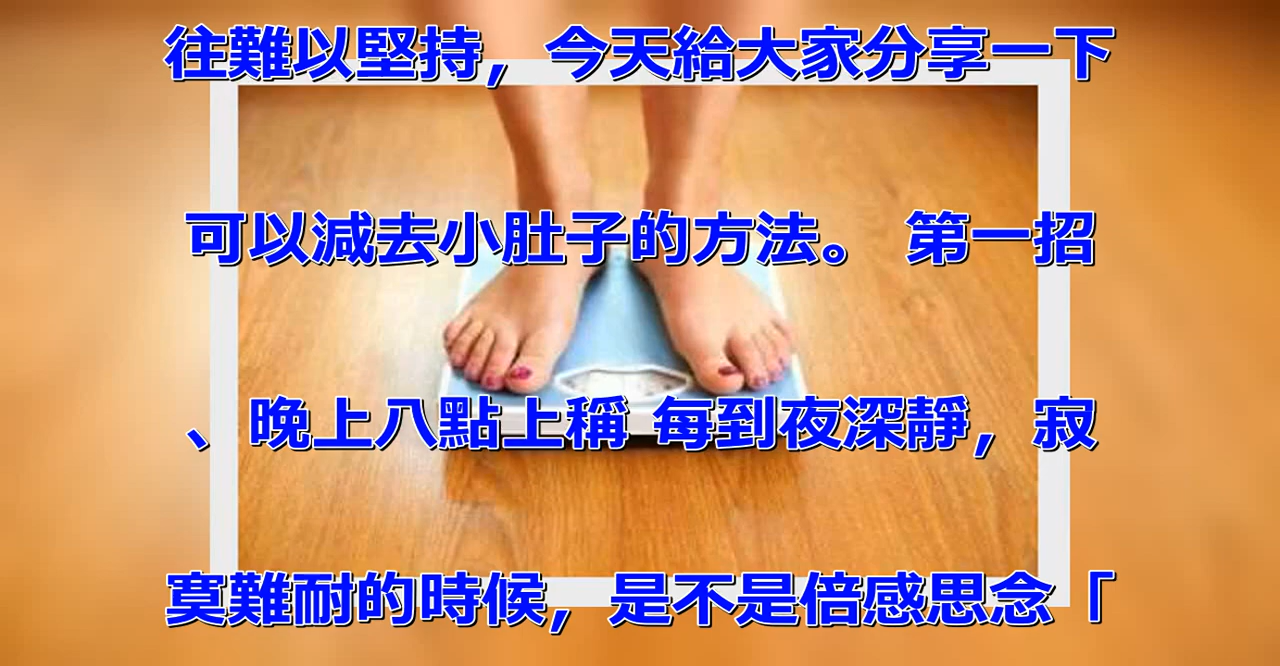 往難以堅持，今天給大家分享一下
可以減去小肚子的方法。 第一招
、晚上八點上稱 每到夜深靜，寂
寞難耐的時候，是不是倍感思念「